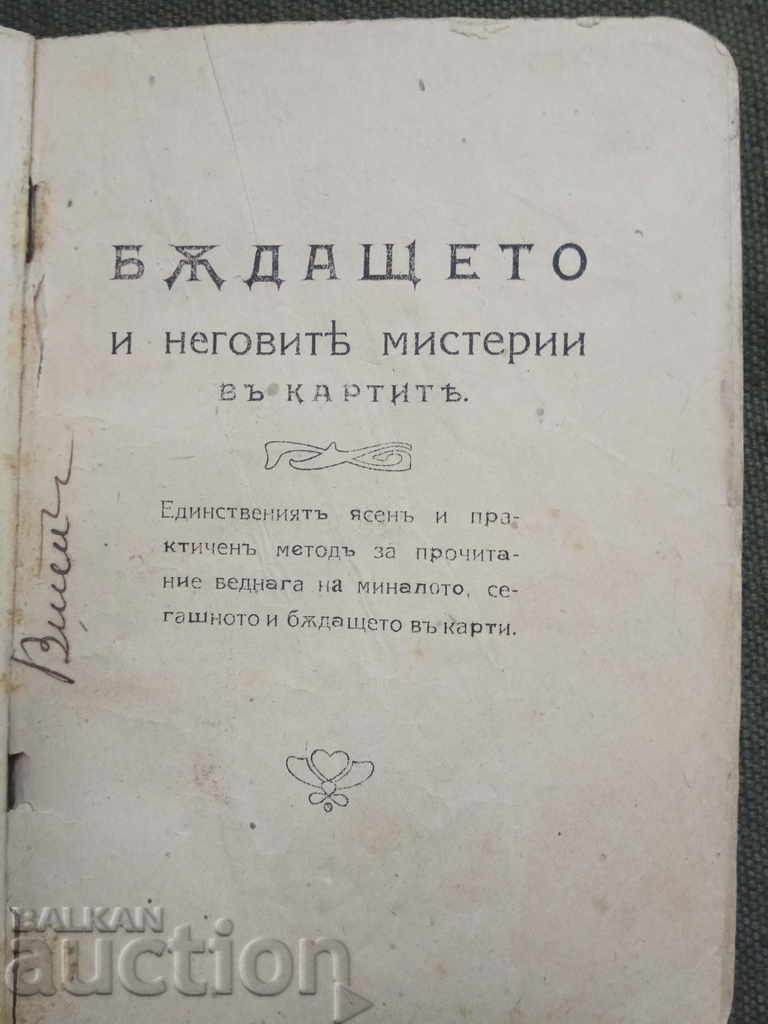 БѪДАЩЕТО
И НЕГОВИТѢ МИСТЕРИИ
ВЪ КАРТИТѢ.
Единствениятъ ясенъ и пра-
ктиченъ методъ за прочита-
ние веднага на миналото, се-
гашното и бѫдащето въ карти.
BALKAN
auction